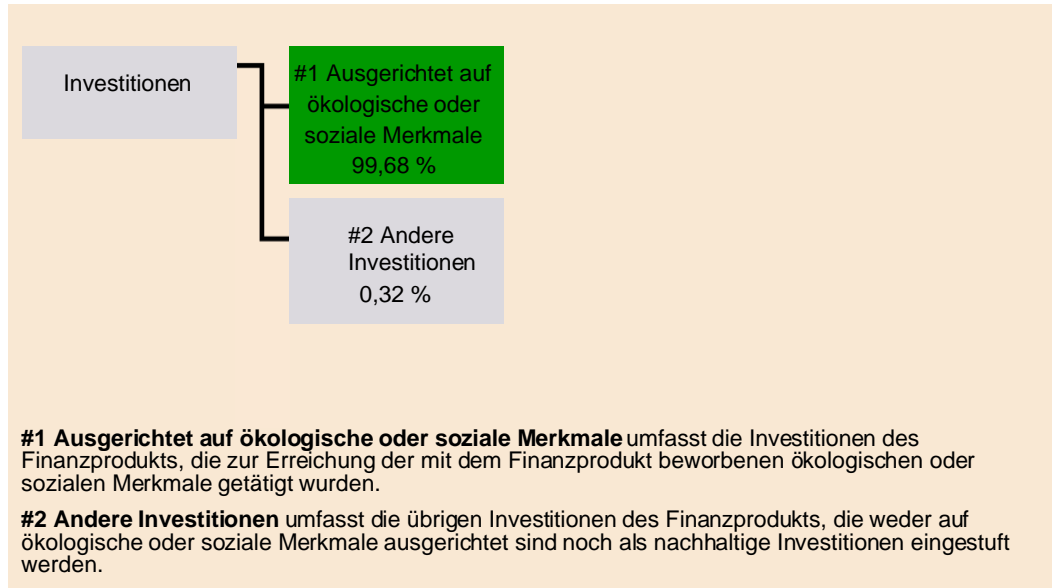 Investitionen
#1 Ausgerichtet auf
ökologische oder
soziale Merkmale
99,68 %
#2 Andere
Investitionen
0,32 %
#1 Ausgerichtet auf ökologische oder soziale Merkmale umfasst die Investitionen des
Finanzprodukts, die zur Erreichung der mit dem Finanzprodukt beworbenen ökologischen oder
sozialen Merkmale getätigt wurden.
#2 Andere Investitionen umfasst die übrigen Investitionen des Finanzprodukts, die weder auf
ökologische oder soziale Merkmale ausgerichtet sind noch als nachhaltige Investitionen eingestuft
werden.